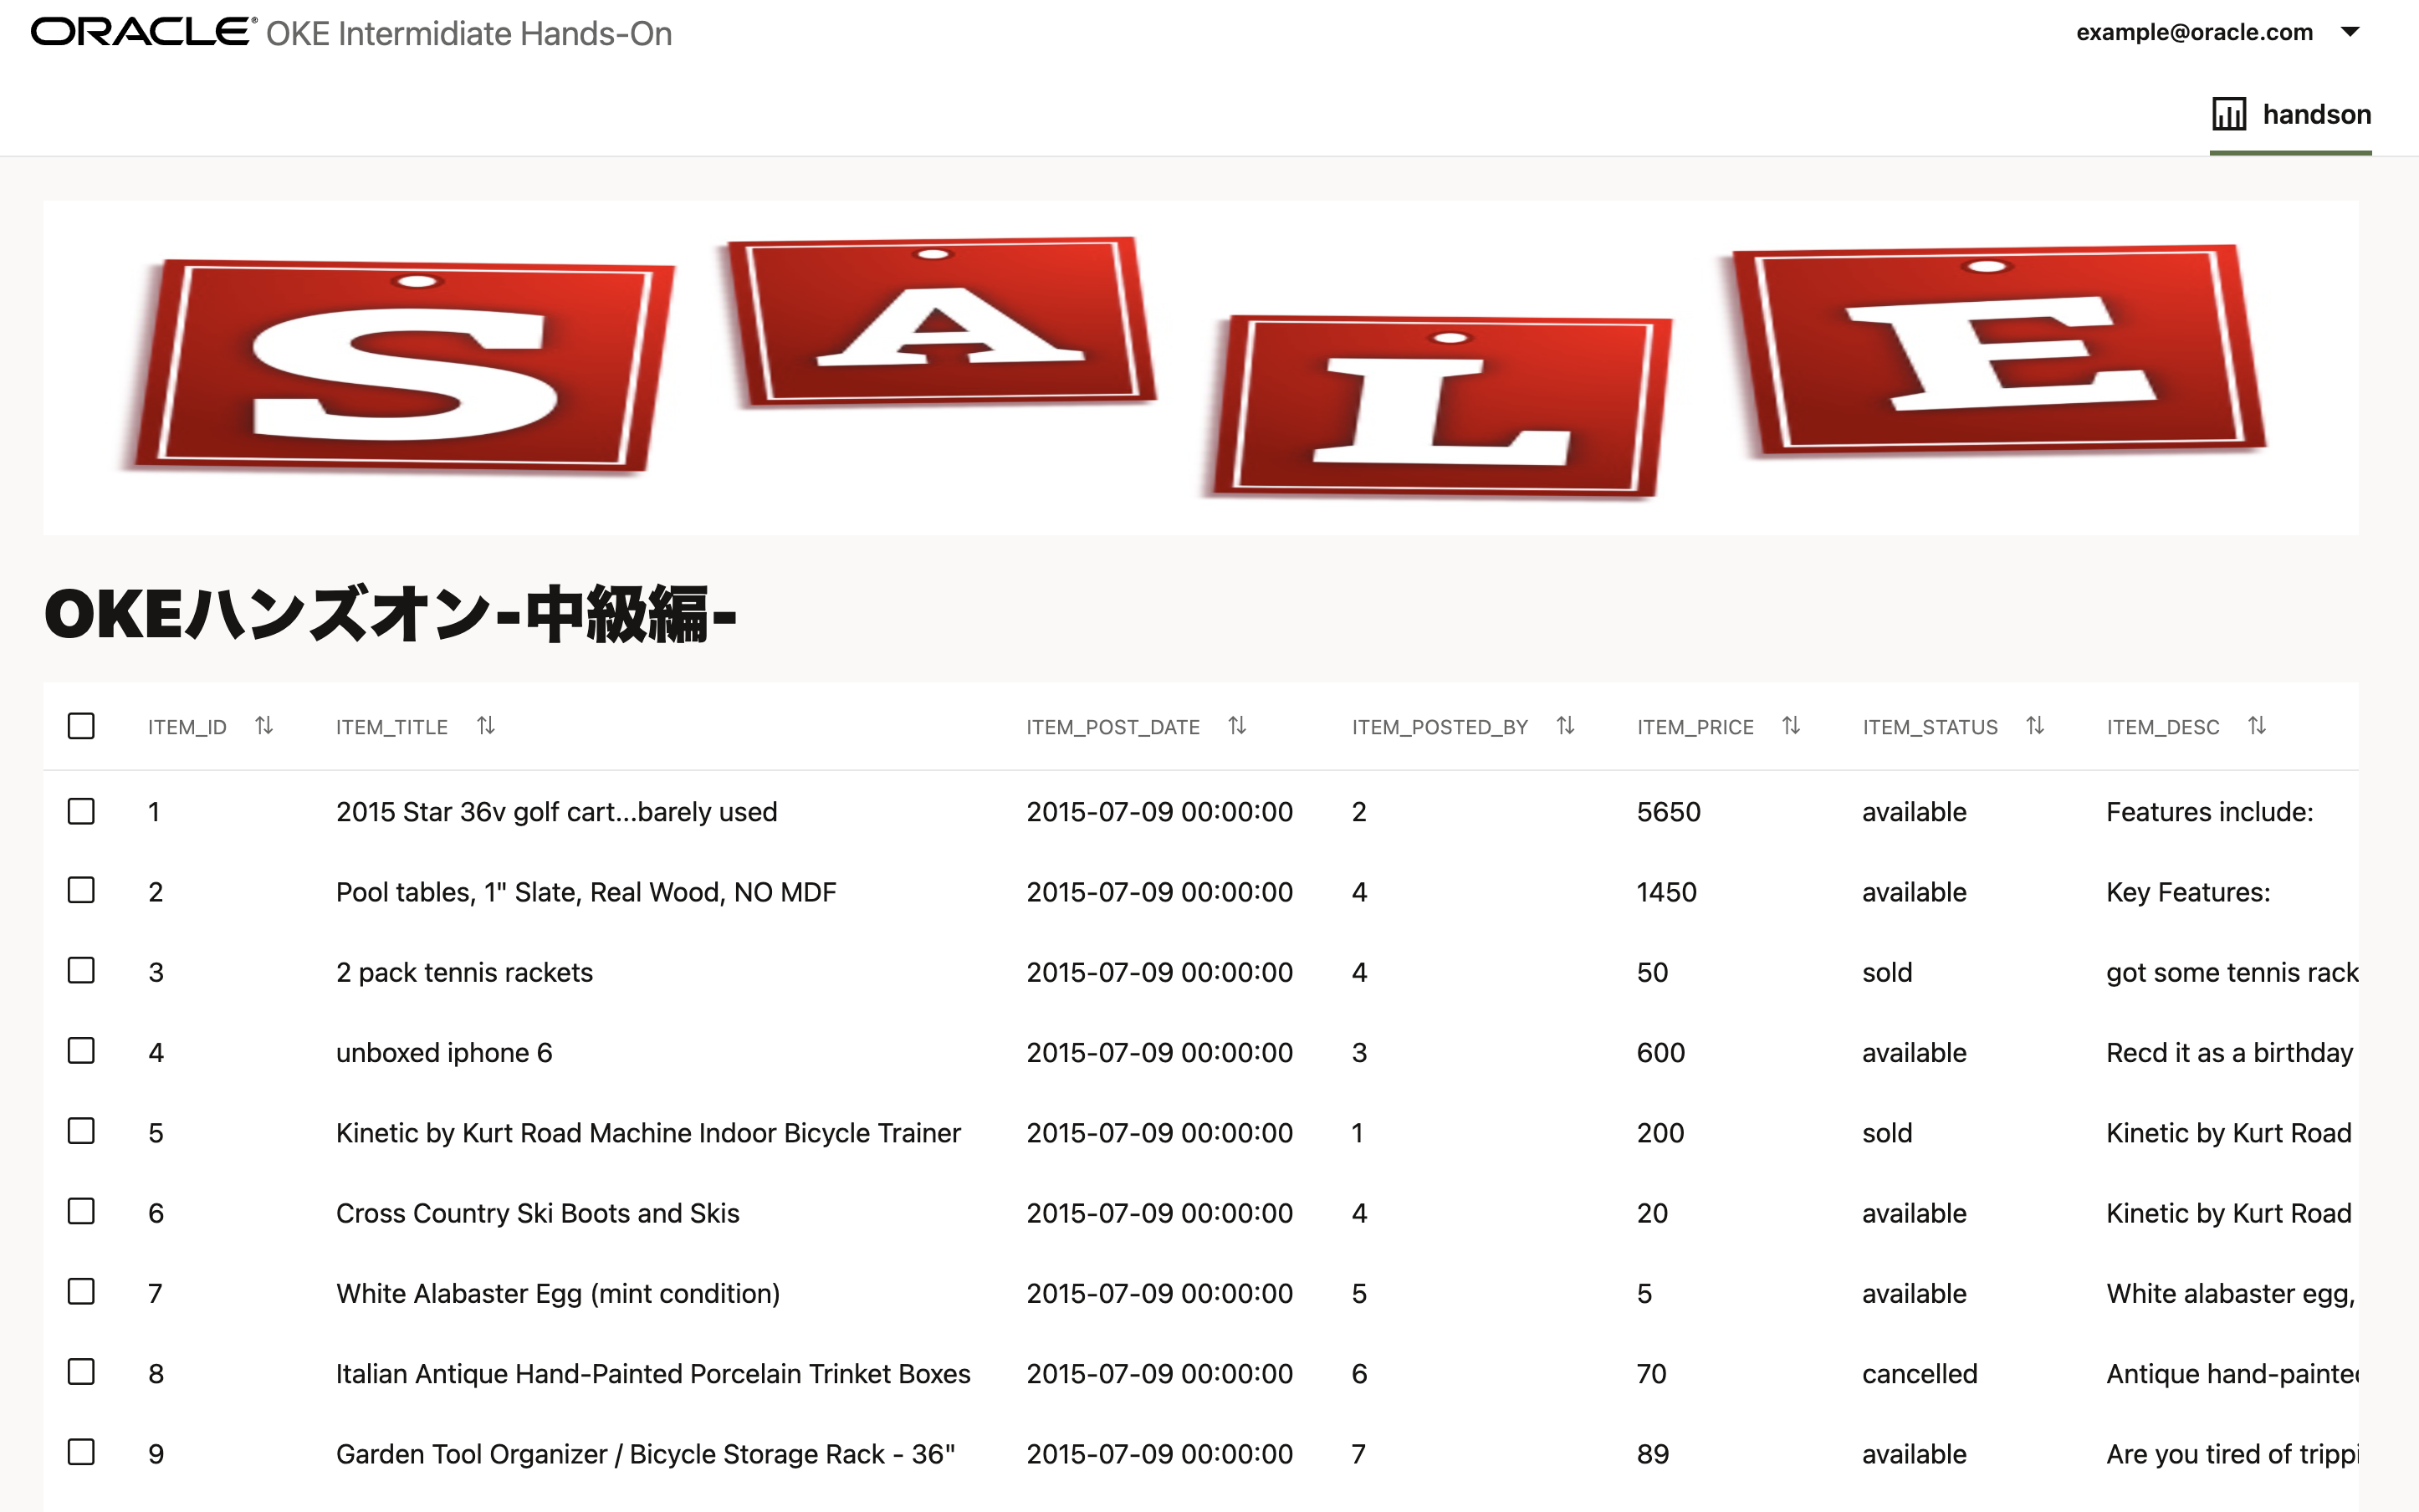 ORACLE® OKE Intermidiate Hands-On
example@oracle.com
handson
SALE
OKEハンズオン-中級編-
ITEM_ID ITEM_TITLE ITEM_POST_DATE ITEM_POSTED_BY ITEM_PRICE ITEM_STATUS ITEM_DESC
1 2015 Star 36v golf cart...barely used 2015-07-09 00:00:00 2 5650 available Features include:
2 Pool tables, 1" Slate, Real Wood, NO MDF 2015-07-09 00:00:00 4 1450 available Key Features:
3 2 pack tennis rackets 2015-07-09 00:00:00 4 50 sold got some tennis rack
4 unboxed iphone 6 2015-07-09 00:00:00 3 600 available Recd it as a birthday
5 Kinetic by Kurt Road Machine Indoor Bicycle Trainer 2015-07-09 00:00:00 1 200 sold Kinetic by Kurt Road
6 Cross Country Ski Boots and Skis 2015-07-09 00:00:00 4 20 available Kinetic by Kurt Road
7 White Alabaster Egg (mint condition) 2015-07-09 00:00:00 5 5 available White alabaster egg,
8 Italian Antique Hand-Painted Porcelain Trinket Boxes 2015-07-09 00:00:00 6 70 cancelled Antique hand-painted
9 Garden Tool Organizer / Bicycle Storage Rack - 36" 2015-07-09 00:00:00 7 89 available Are you tired of trippi